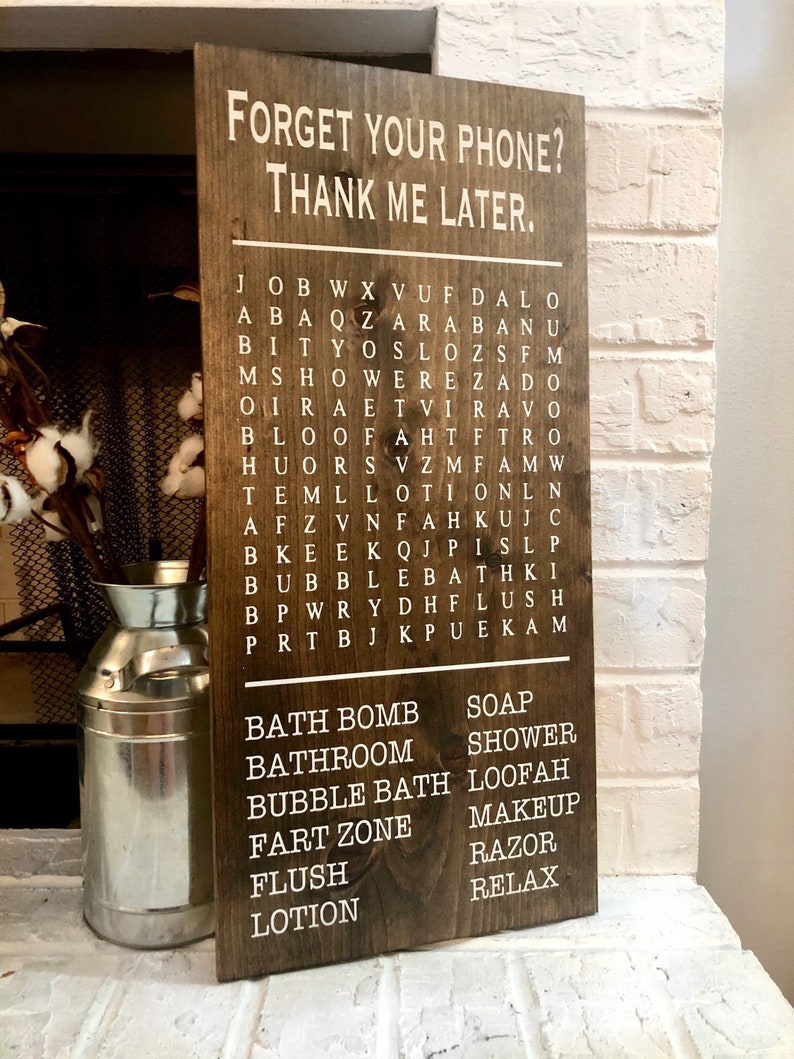 FORGET YOUR PHONE?
THANK ME LATER.
J O B W X V U F D A L O
A B A Q Z A R A B A N U
B I T Y O S L O Z S F M
M S H O W E R E Z A D O
O I R A E T V I R A V O
B L O O F A H T F T R O
H U O R S V Z M F A M W
T E M L L O T I O N L N
A F Z V N F A H K U J C
B K E E K Q J P I S L P
B U B B L E B A T H K I
B P W R Y D H F L U S H
P R T B J K P U E K A M
BATH BOMB
BATHROOM
BUBBLE BATH
FART ZONE
FLUSH
LOTION
SOAP
SHOWER
LOOFAH
MAKEUP
RAZOR
RELAX